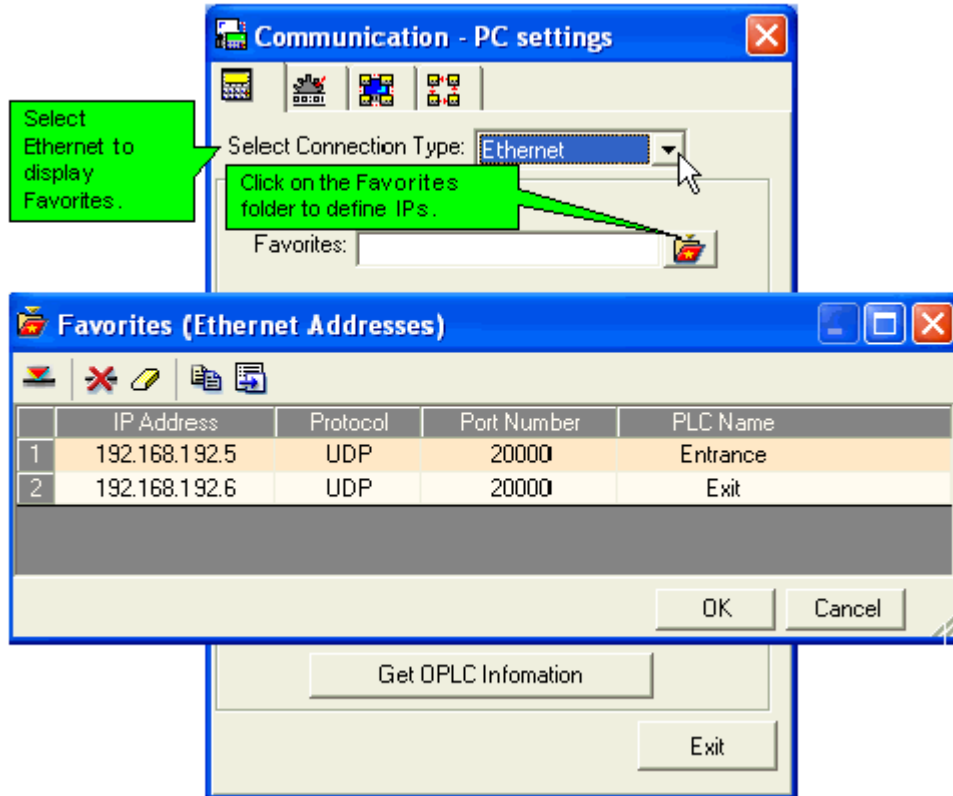 Communication - PC settings
Select
Ethernet to
display
Favorites.
Select Connection Type: Ethernet
Click on the Favorites
folder to define IPs.
Favorites:
Favorites (Ethernet Addresses)
IP Address Protocol Port Number PLC Name
1 192.168.192.5 UDP 20000 Entrance
2 192.168.192.6 UDP 20000 Exit
OK Cancel
Get OPLC Infomation
Exit